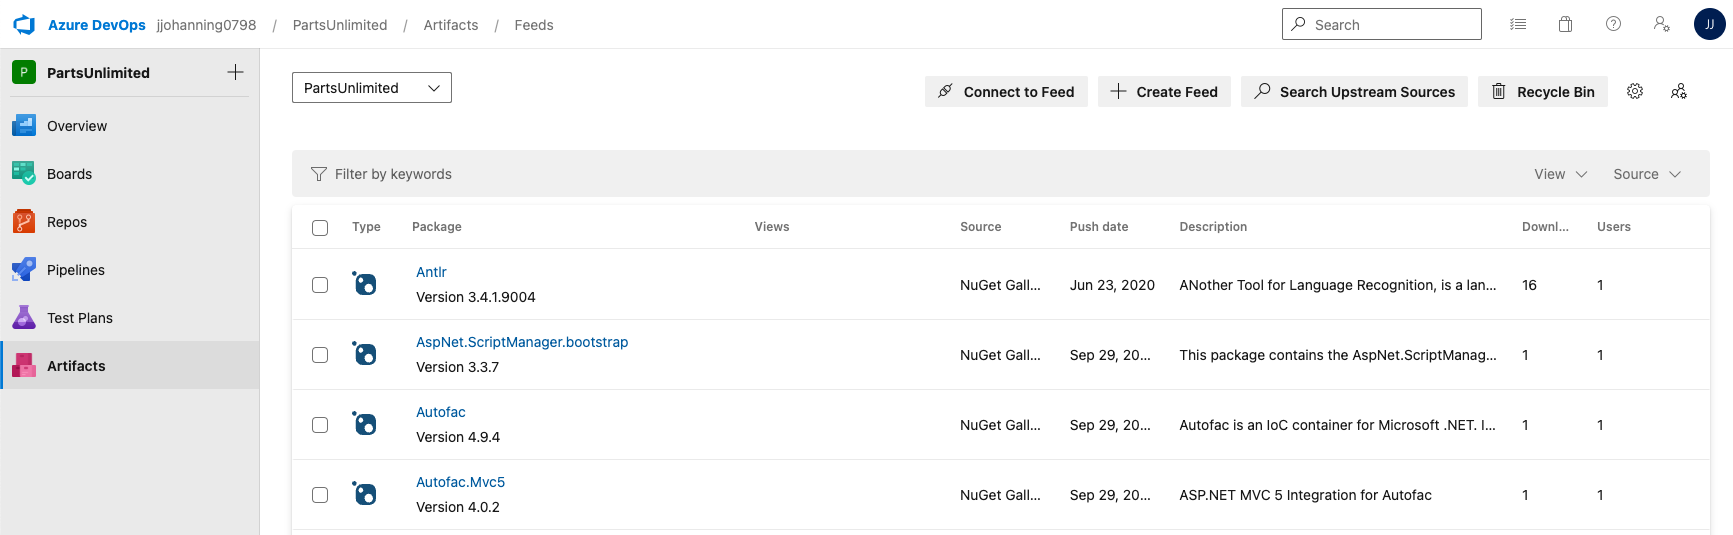 Azure DevOps jjohanning0798 / PartsUnlimited / Artifacts / Feeds Search JJ
P PartsUnlimited
Overview
Boards
Repos
Pipelines
Test Plans
Artifacts
PartsUnlimited Connect to Feed Create Feed Search Upstream Sources Recycle Bin
Filter by keywords View Source
Type Package Views Source Push date Description Downl... Users
Antlr
Version 3.4.1.9004 NuGet Gall... Jun 23, 2020 ANother Tool for Language Recognition, is a lan... 16 1
AspNet.ScriptManager.bootstrap
Version 3.3.7 NuGet Gall... Sep 29, 20... This package contains the AspNet.ScriptManag... 1 1
Autofac
Version 4.9.4 NuGet Gall... Sep 29, 20... Autofac is an IoC container for Microsoft .NET. I... 1 1
Autofac.Mvc5
Version 4.0.2 NuGet Gall... Sep 29, 20... ASP.NET MVC 5 Integration for Autofac 1 1